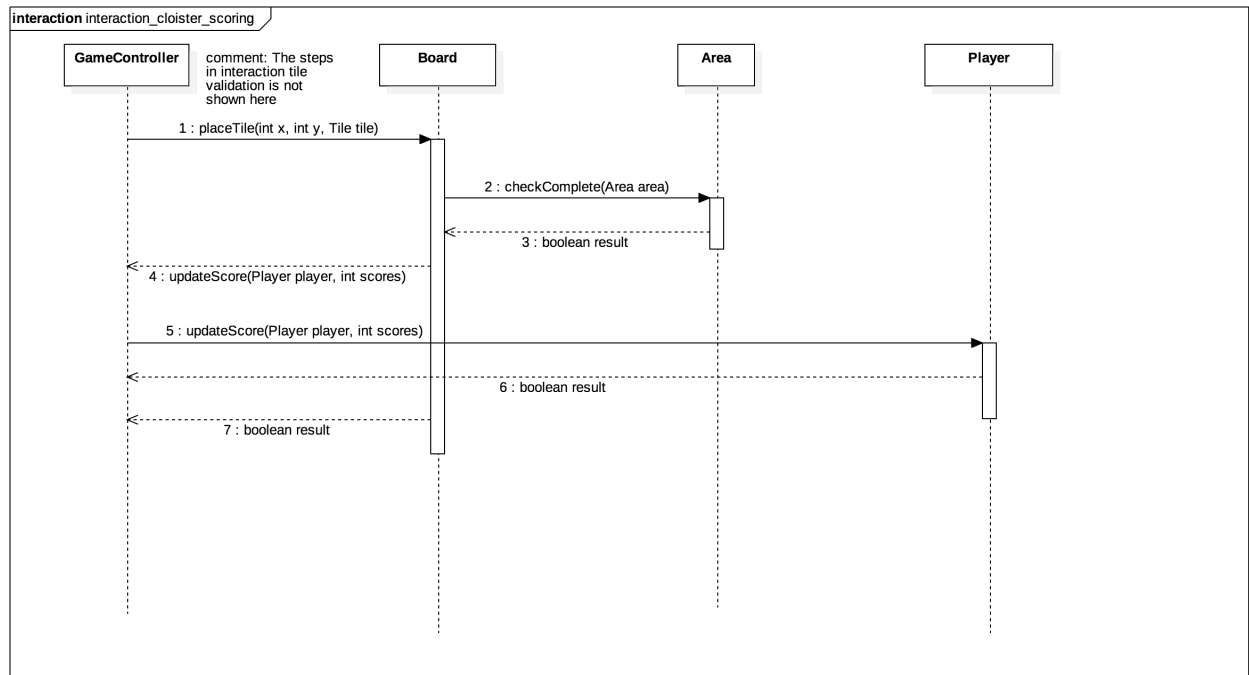 interaction interaction_cloister_scoring
GameController
comment: The steps
in interaction tile
validation is not
shown here
Board
Area
Player
1 : placeTile(int x, int y, Tile tile)
2 : checkComplete(Area area)
3 : boolean result
4 : updateScore(Player player, int scores)
5 : updateScore(Player player, int scores)
6 : boolean result
7 : boolean result